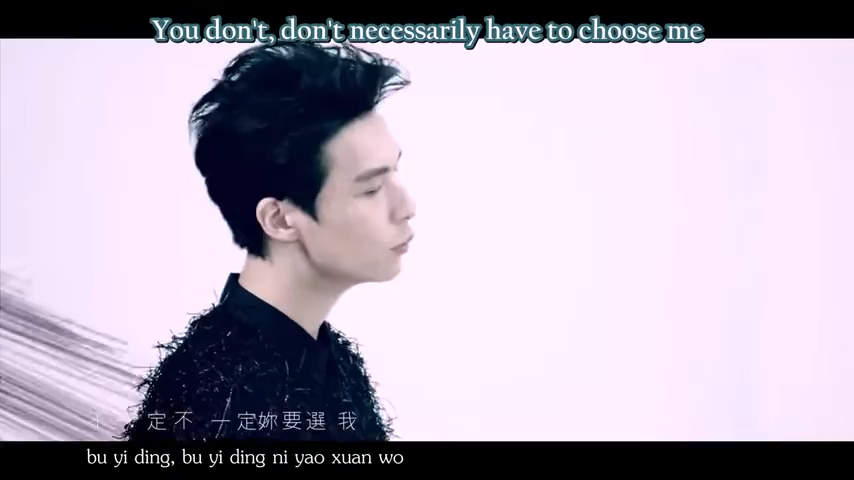 You don't, don't necessarily have to choose me
定不 一定妳要選我
bu yi ding, bu yi ding ni yao xuan wo